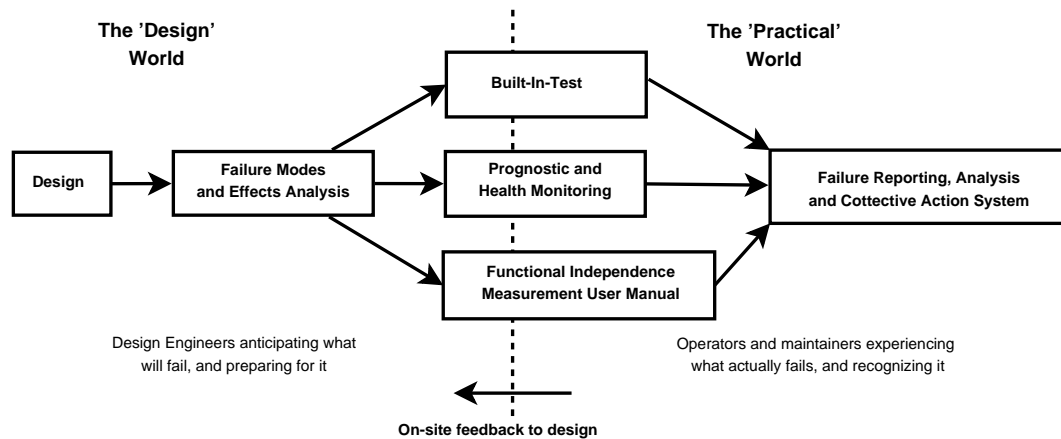 The 'Design'
World
The 'Practical'
World
Built-In-Test
Design
Failure Modes
and Effects Analysis
Prognostic and
Health Monitoring
Failure Reporting, Analysis
and Cottective Action System
Functional Independence
Measurement User Manual
Design Engineers anticipating what
will fail, and preparing for it
Operators and maintainers experiencing
what actually fails, and recognizing it
On-site feedback to design